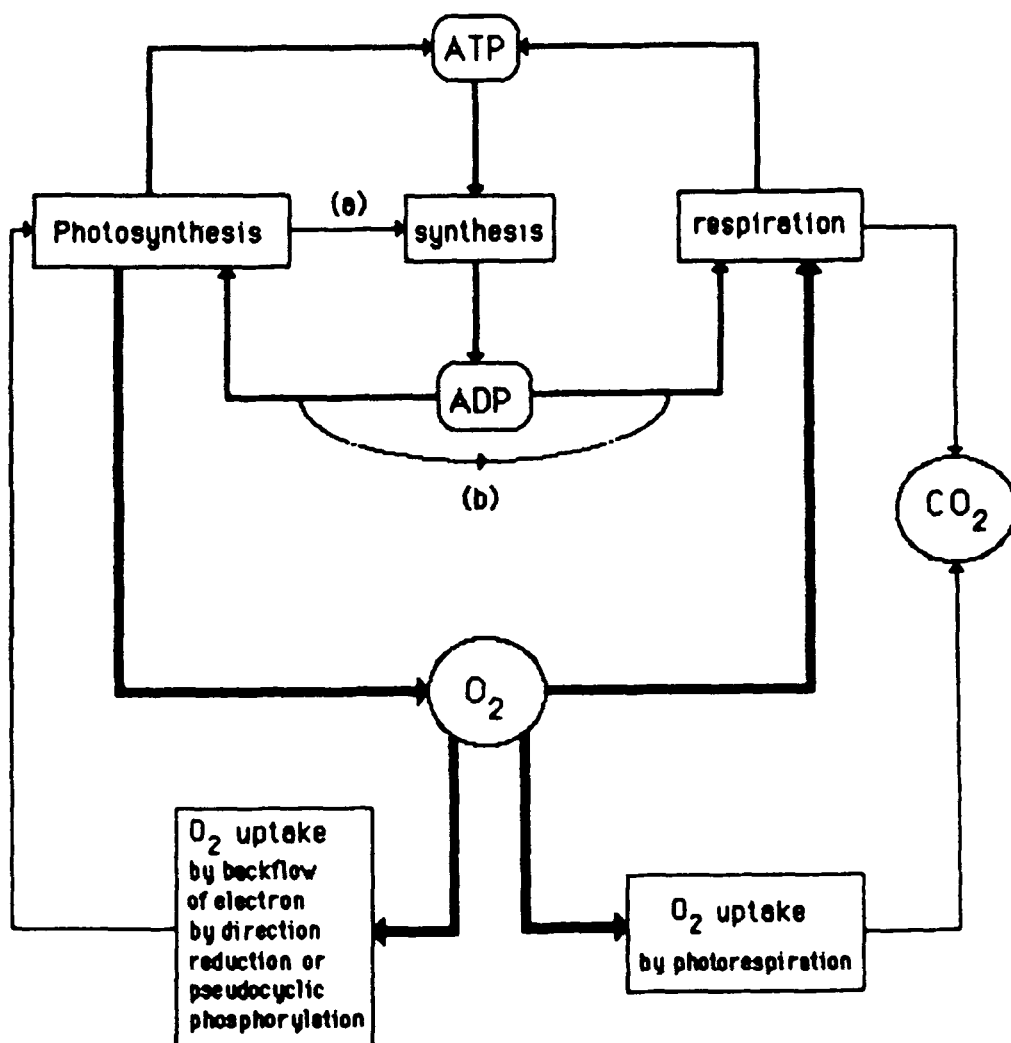 ATP
(a)
Photosynthesis
synthesis
respiration
ADP
(b)
CO2
O2
O2 uptake
by backflow
of electron
by direction
reduction or
pseudocyclic
phosphorylation
O2 uptake
by photorespiration